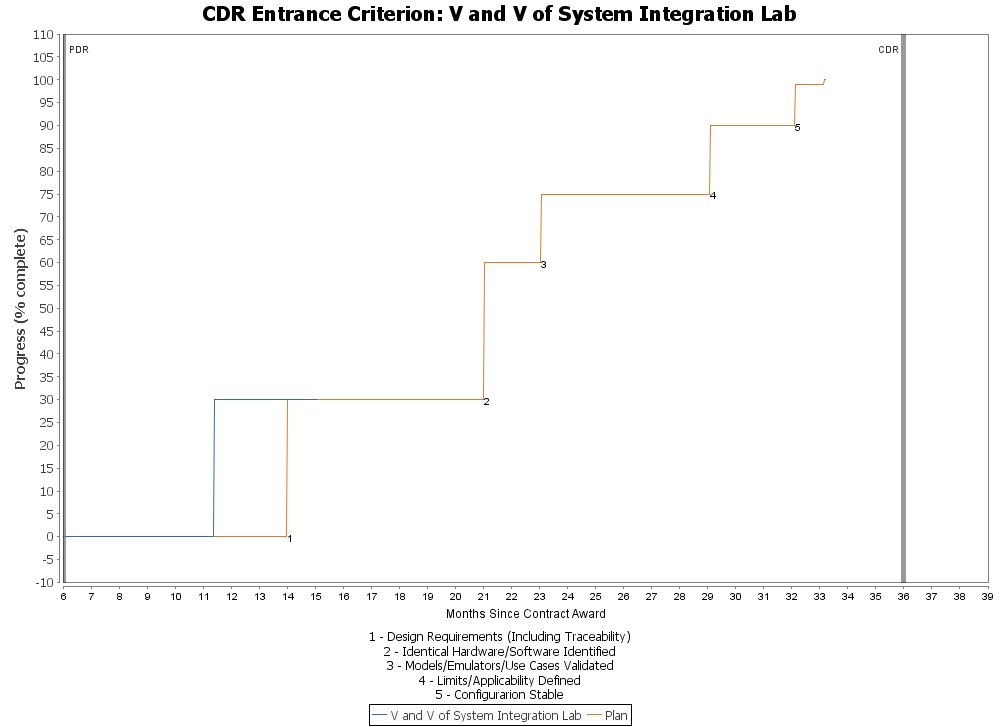 CDR Entrance Criterion: V and V of System Integration Lab
110
PDR
CDR
105
100
95
90
5
85
80
75
4
70
65
60
3
55
50
45
40
35
30
2
25
20
15
10
5
0
1
-5
-10
Progress (% complete)
6 7 8 9 10 11 12 13 14 15 16 17 18 19 20 21 22 23 24 25 26 27 28 29 30 31 32 33 34 35 36 37 38 39
Months Since Contract Award
1 - Design Requirements (Including Traceability)
2 - Identical Hardware/Software Identified
3 - Models/Emulators/Use Cases Validated
4 - Limits/Applicability Defined
5 - Configurarion Stable
V and V of System Integration Lab Plan